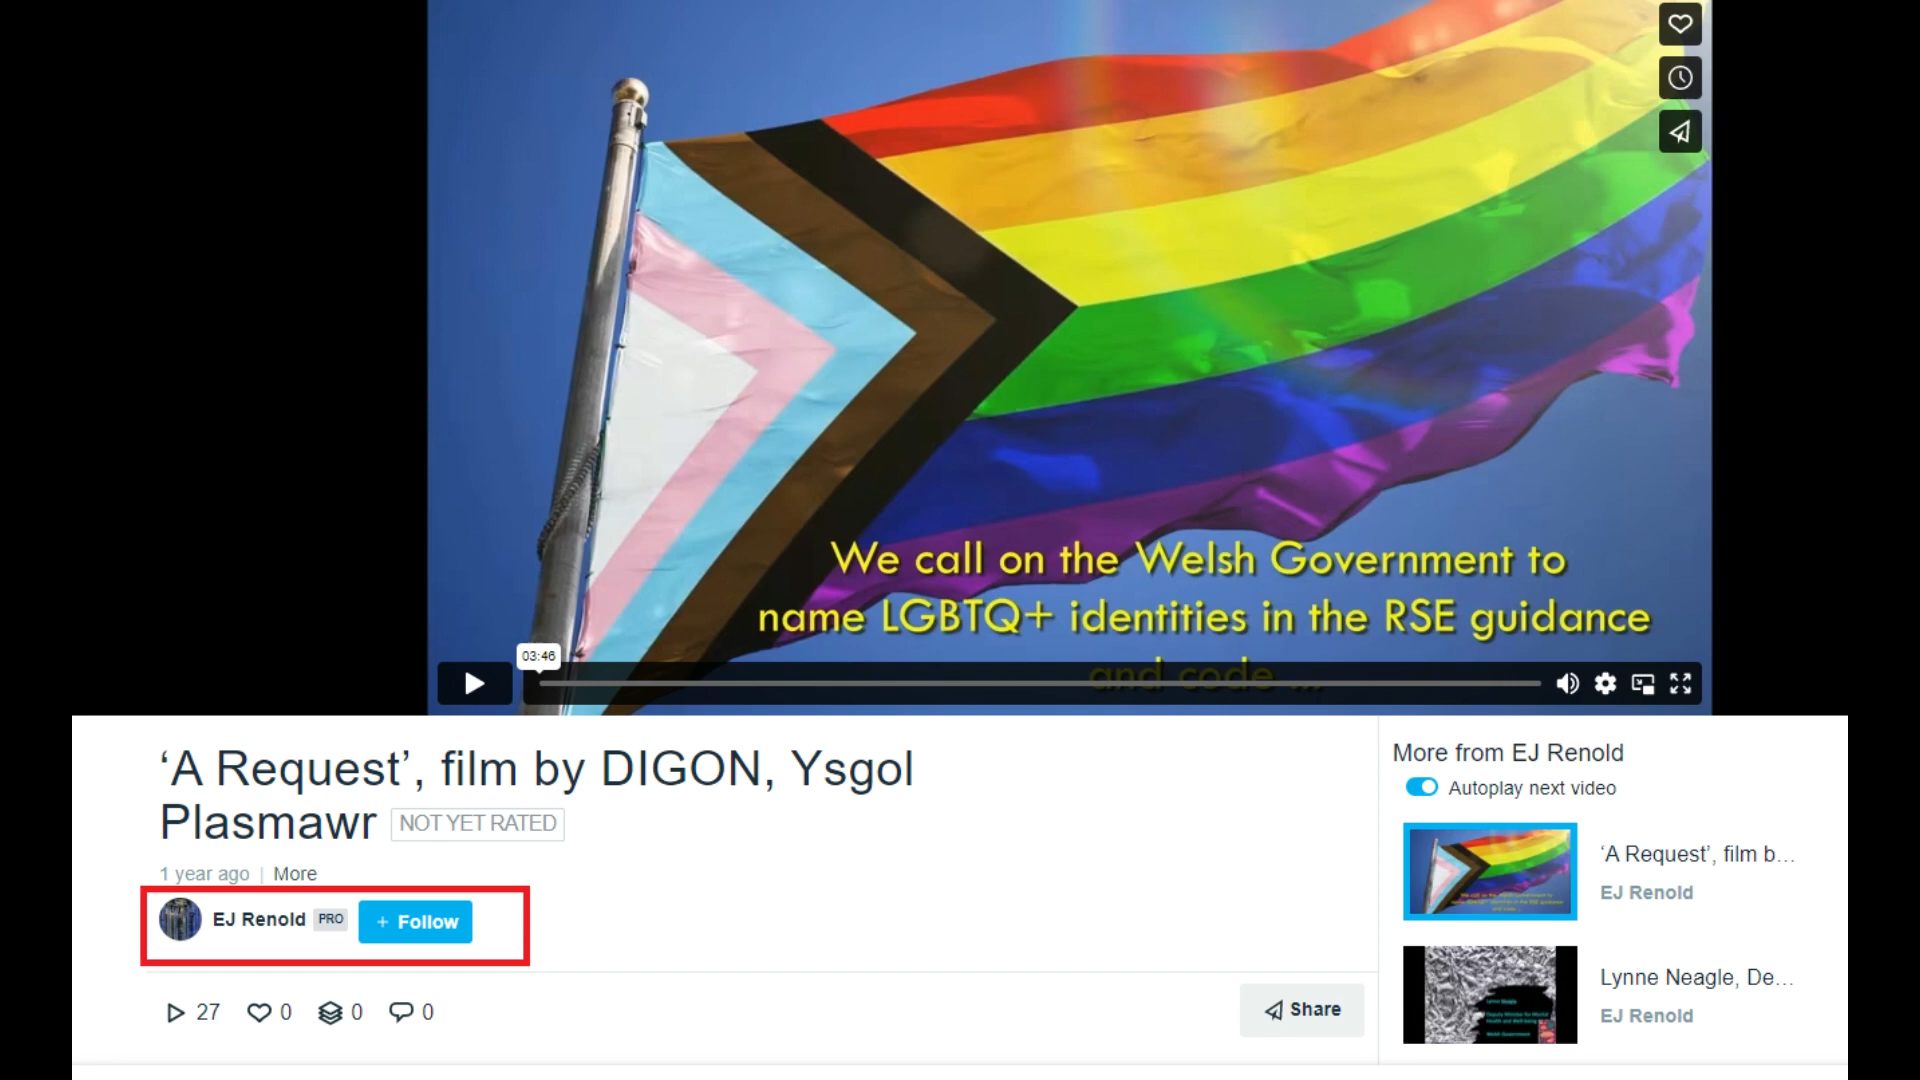 We call on the Welsh Government to
name LGBTQ+ identities in the RSE guidance
and code ...
03:46
‘A Request’, film by DIGON, Ysgol
Plasmawr NOT YET RATED
1 year ago | More
EJ Renold PRO + Follow
27 0 0 0
Share
More from EJ Renold
Autoplay next video
‘A Request’, film b...
EJ Renold
Lynne Neagle, De...
EJ Renold